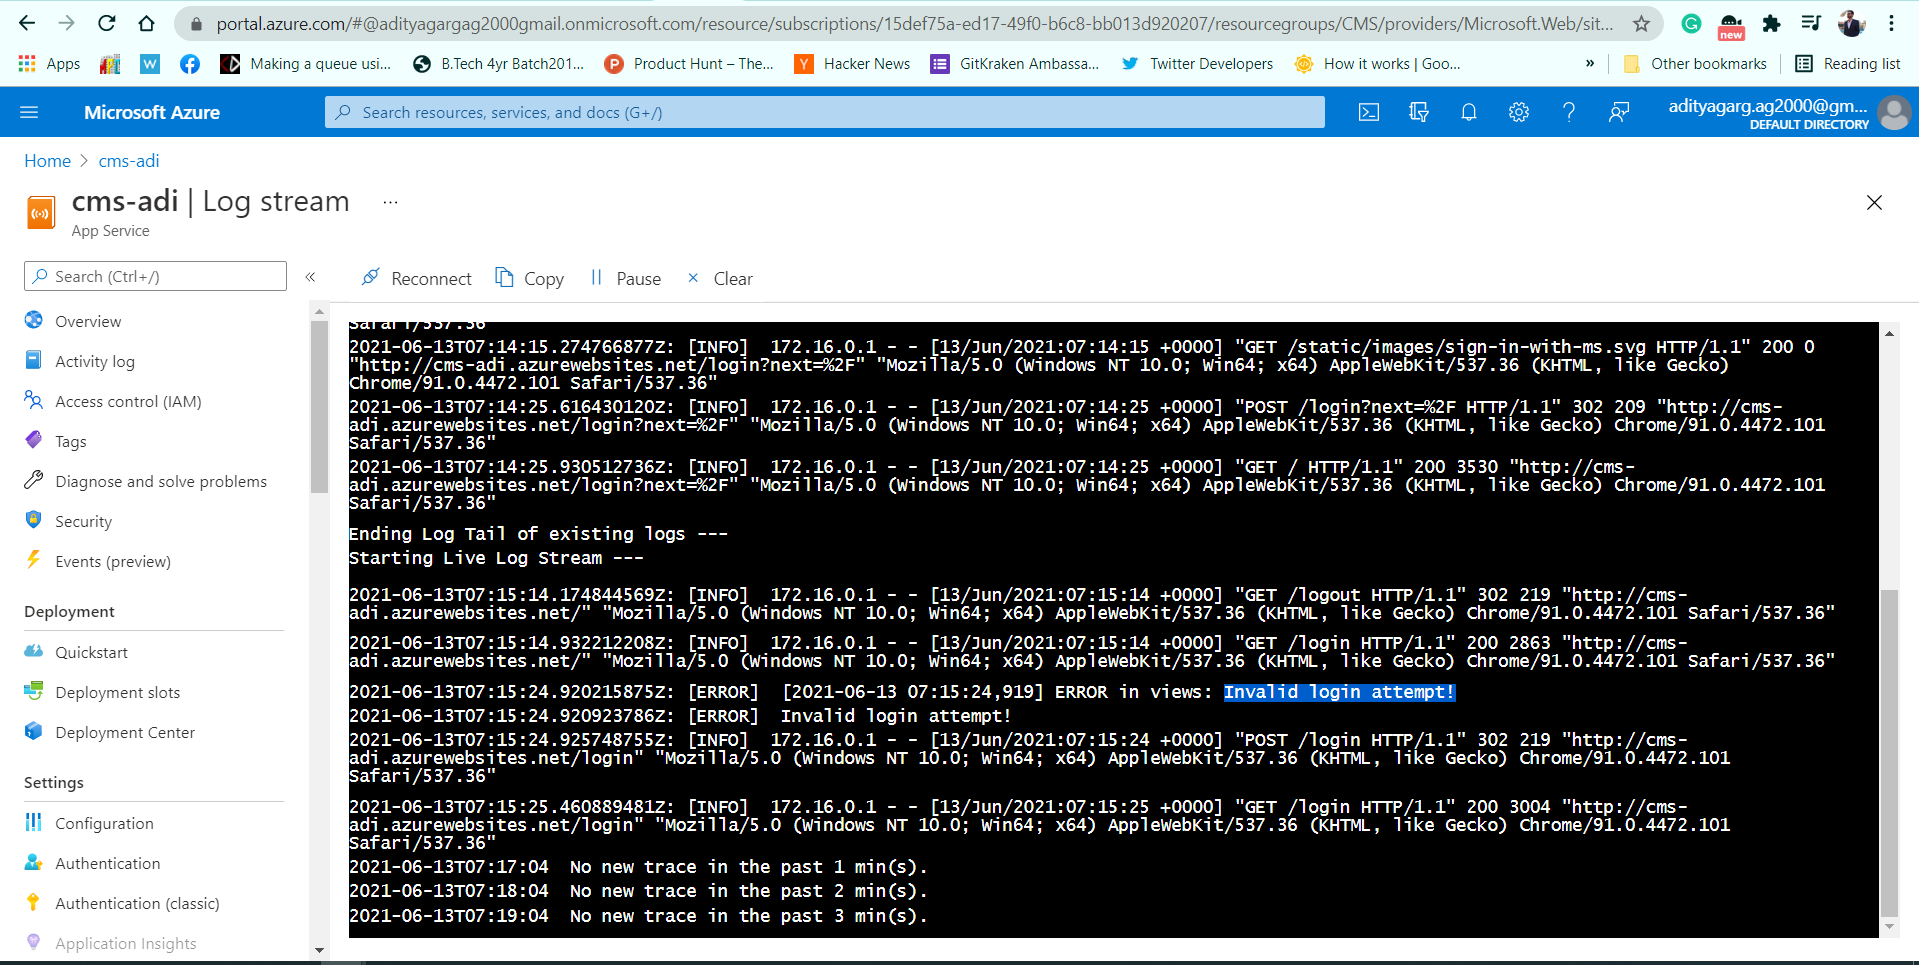 portal.azure.com/#@adityagargag2000gmail.onmicrosoft.com/resource/subscriptions/15def75a-ed17-49f0-b6c8-bb013d920207/resourcegroups/CMS/providers/Microsoft.Web/sit...
new
Apps
W
Making a queue usi...
B.Tech 4yr Batch201...
P
Product Hunt – The...
Y
Hacker News
GitKraken Ambassa...
Twitter Developers
How it works | Goo...
»
Other bookmarks
Reading list
Microsoft Azure
Search resources, services, and docs (G+/)
adityagarg.ag2000@gm...
DEFAULT DIRECTORY
Home > cms-adi
cms-adi | Log stream ...
App Service
Search (Ctrl+/)
«
Reconnect
Copy
Pause
Clear
Overview
Activity log
Access control (IAM)
Tags
Diagnose and solve problems
Security
Events (preview)
Deployment
Quickstart
Deployment slots
Deployment Center
Settings
Configuration
Authentication
Authentication (classic)
Application Insights
Safari/537.36"
2021-06-13T07:14:15.274766877Z: [INFO]  172.16.0.1 - - [13/Jun/2021:07:14:15 +0000] "GET /static/images/sign-in-with-ms.svg HTTP/1.1" 200 0
"http://cms-adi.azurewebsites.net/login?next=%2F" "Mozilla/5.0 (Windows NT 10.0; Win64; x64) AppleWebKit/537.36 (KHTML, like Gecko)
Chrome/91.0.4472.101 Safari/537.36"
2021-06-13T07:14:25.616430120Z: [INFO]  172.16.0.1 - - [13/Jun/2021:07:14:25 +0000] "POST /login?next=%2F HTTP/1.1" 302 209 "http://cms-
adi.azurewebsites.net/login?next=%2F" "Mozilla/5.0 (Windows NT 10.0; Win64; x64) AppleWebKit/537.36 (KHTML, like Gecko) Chrome/91.0.4472.101
Safari/537.36"
2021-06-13T07:14:25.930512736Z: [INFO]  172.16.0.1 - - [13/Jun/2021:07:14:25 +0000] "GET / HTTP/1.1" 200 3530 "http://cms-
adi.azurewebsites.net/login?next=%2F" "Mozilla/5.0 (Windows NT 10.0; Win64; x64) AppleWebKit/537.36 (KHTML, like Gecko) Chrome/91.0.4472.101
Safari/537.36"
Ending Log Tail of existing logs ---
Starting Live Log Stream ---
2021-06-13T07:15:14.174844569Z: [INFO]  172.16.0.1 - - [13/Jun/2021:07:15:14 +0000] "GET /logout HTTP/1.1" 302 219 "http://cms-
adi.azurewebsites.net/" "Mozilla/5.0 (Windows NT 10.0; Win64; x64) AppleWebKit/537.36 (KHTML, like Gecko) Chrome/91.0.4472.101 Safari/537.36"
2021-06-13T07:15:14.932212208Z: [INFO]  172.16.0.1 - - [13/Jun/2021:07:15:14 +0000] "GET /login HTTP/1.1" 200 2863 "http://cms-
adi.azurewebsites.net/" "Mozilla/5.0 (Windows NT 10.0; Win64; x64) AppleWebKit/537.36 (KHTML, like Gecko) Chrome/91.0.4472.101 Safari/537.36"
2021-06-13T07:15:24.920215875Z: [ERROR]  [2021-06-13 07:15:24,919] ERROR in views: Invalid login attempt!
2021-06-13T07:15:24.920923786Z: [ERROR]  Invalid login attempt!
2021-06-13T07:15:24.925748755Z: [INFO]  172.16.0.1 - - [13/Jun/2021:07:15:24 +0000] "POST /login HTTP/1.1" 302 219 "http://cms-
adi.azurewebsites.net/login" "Mozilla/5.0 (Windows NT 10.0; Win64; x64) AppleWebKit/537.36 (KHTML, like Gecko) Chrome/91.0.4472.101
Safari/537.36"
2021-06-13T07:15:25.460889481Z: [INFO]  172.16.0.1 - - [13/Jun/2021:07:15:25 +0000] "GET /login HTTP/1.1" 200 3004 "http://cms-
adi.azurewebsites.net/login" "Mozilla/5.0 (Windows NT 10.0; Win64; x64) AppleWebKit/537.36 (KHTML, like Gecko) Chrome/91.0.4472.101
Safari/537.36"
2021-06-13T07:17:04  No new trace in the past 1 min(s).
2021-06-13T07:18:04  No new trace in the past 2 min(s).
2021-06-13T07:19:04  No new trace in the past 3 min(s).